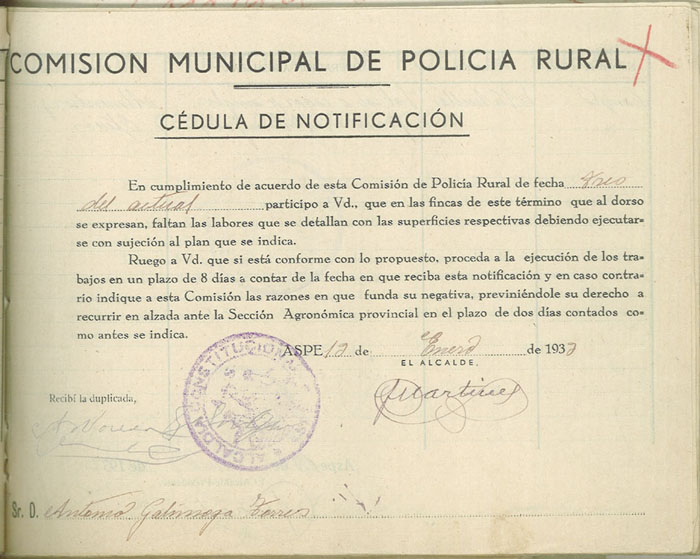 COMISION MUNICIPAL DE POLICIA RURAL
CÉDULA DE NOTIFICACIÓN
En cumplimiento de acuerdo de esta Comisión de Policía Rural de fecha tres
del actual participo a Vd., que en las fincas de este término que al dorso
se expresan, faltan las labores que se detallan con las superficies respectivas debiendo ejecutar-
se con sujeción al plan que se indica.
Ruego a Vd. que si está conforme con lo propuesto, proceda a la ejecución de los tra-
bajos en un plazo de 8 días a contar de la fecha en que reciba esta notificación y en caso contra-
rio indique a esta Comisión las razones en que funda su negativa, previniéndole su derecho a
recurrir en alzada ante la Sección Agronómica provincial en el plazo de dos días contados co-
mo antes se indica.
ASPE 12 de Enero de 193
EL ALCALDE,
Martinez
Recibí la duplicada,
ALCALDIA CONSTITUCIONAL
Sr. D. Antonio Torres